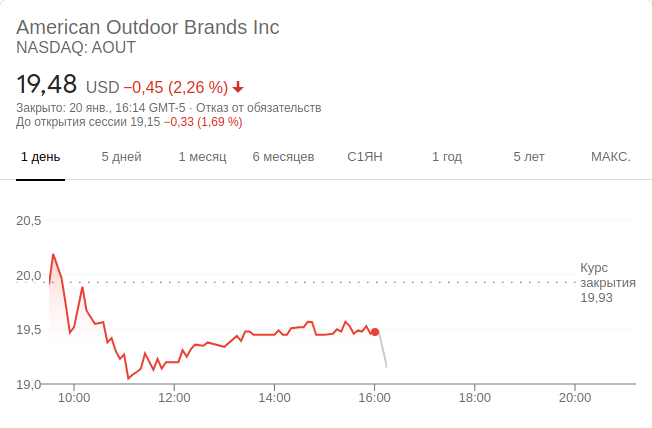 American Outdoor Brands Inc
NASDAQ: AOUT
19,48 USD −0,45 (2,26 %)
Закрыто: 20 янв., 16:14 GMT-5 · Отказ от обязательств
До открытия сессии 19,15 −0,33 (1,69 %)
1 день 5 дней 1 месяц 6 месяцев С1ЯН 1 год 5 лет МАКС.
20,5
20,0
19,5
19,0
Курс
закрытия
19,93
10:00 12:00 14:00 16:00 18:00 20:00